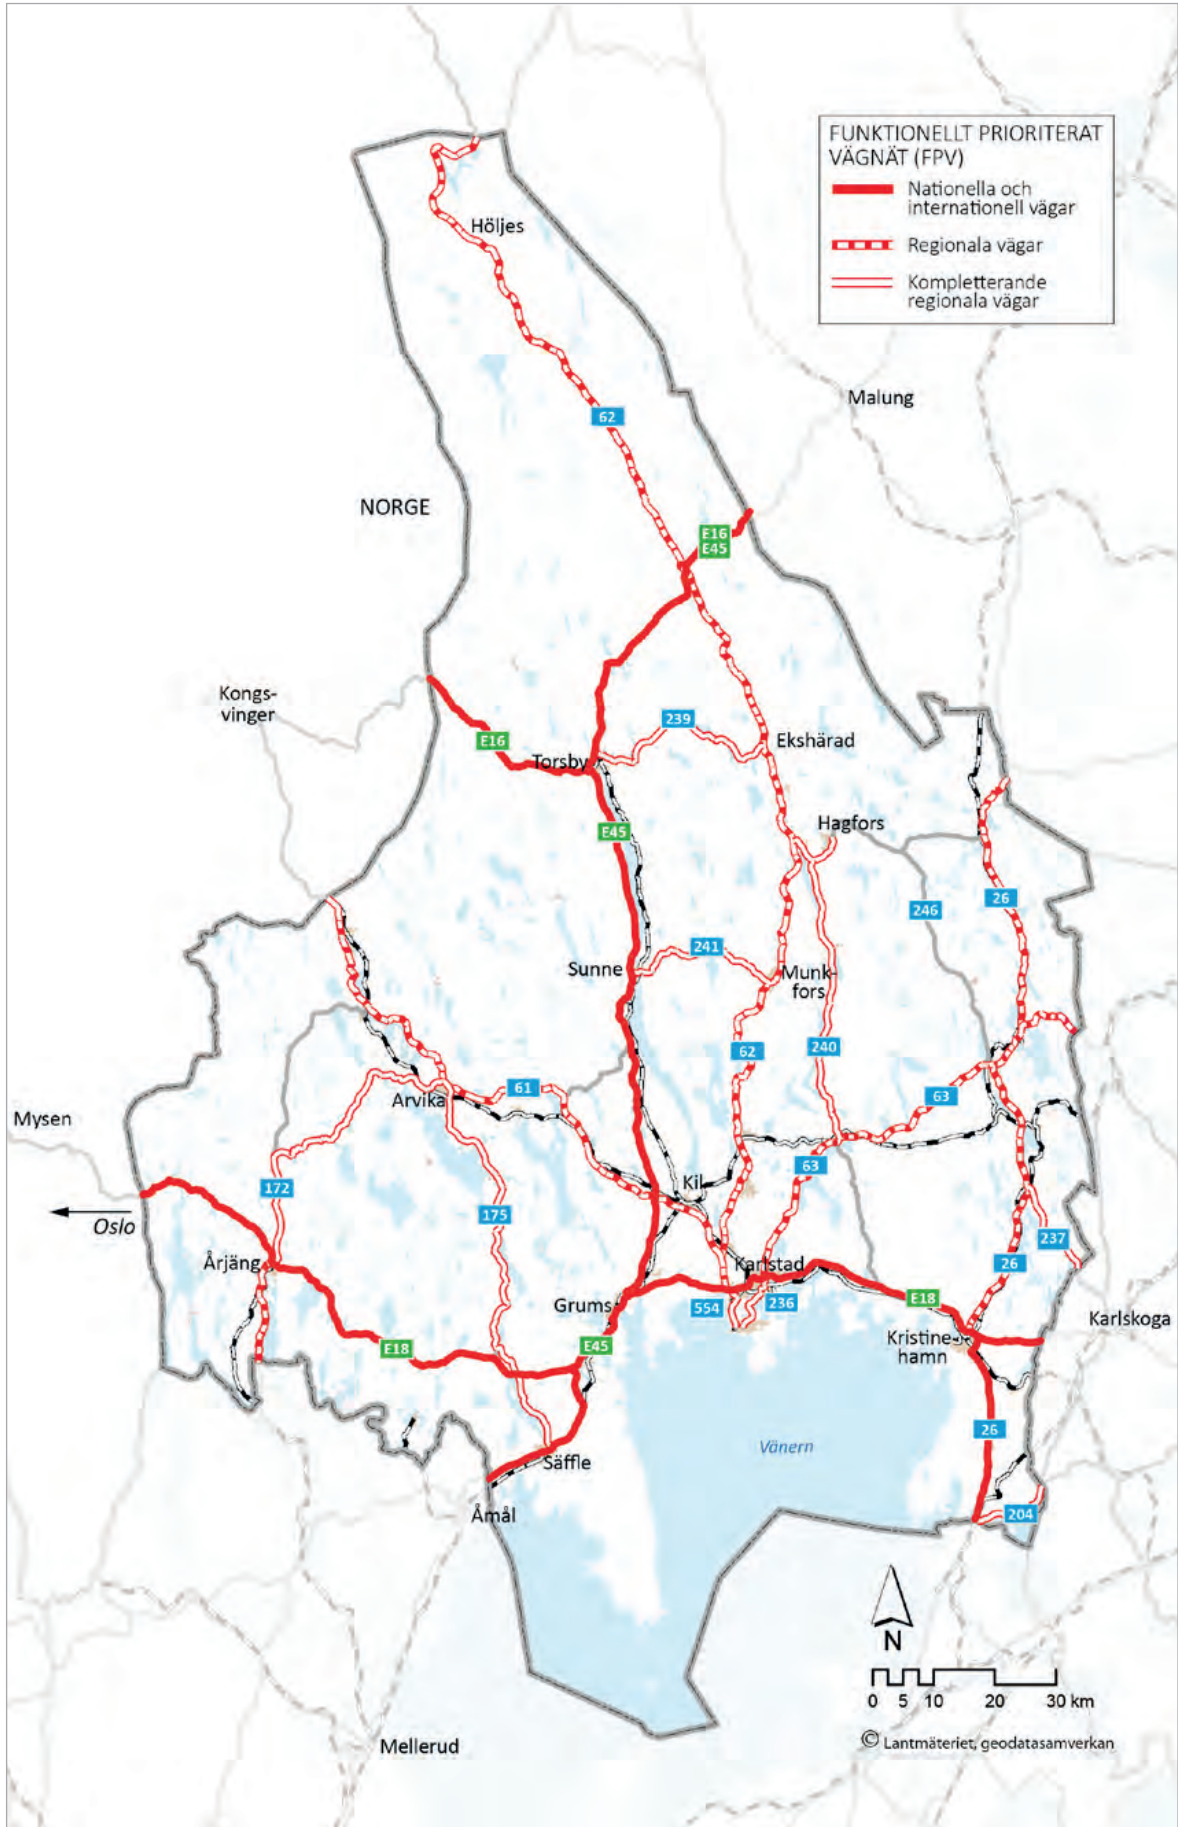 FUNKTIONELLT PRIORITERAT
VÄGNÄT (FPV)
Nationella och
internationell vägar
Regionala vägar
Kompletterande
regionala vägar
Höljes
62
Malung
NORGE
E16
E45
Kongs-
vinger
E16
239
Ekshärad
Torsby
E45
Hagfors
246
26
241
Sunne
Munk-
fors
62
240
61
63
Arvika
Mysen
63
Kil
172
175
Oslo
237
Årjäng
26
Karlstad
E18
Grums
554
236
Karlskoga
Kristine-
hamn
E18
E45
26
Vänern
Säffle
Åmål
204
N
0 5 10 20 30 km
© Lantmäteriet, geodatasamverkan
Mellerud